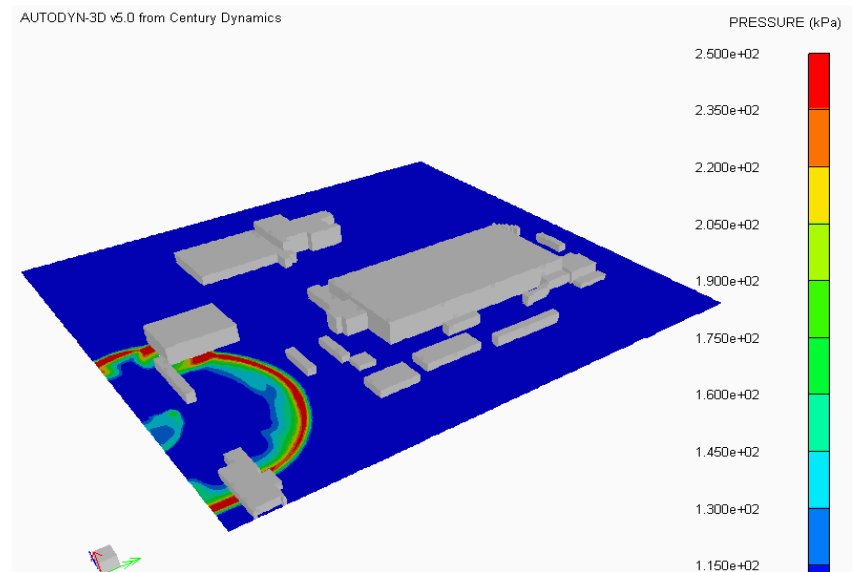 AUTODYN-3D v5.0 from Century Dynamics
PRESSURE (kPa)
2.500e+02
2.350e+02
2.200e+02
2.050e+02
1.900e+02
1.750e+02
1.600e+02
1.450e+02
1.300e+02
1.150e+02